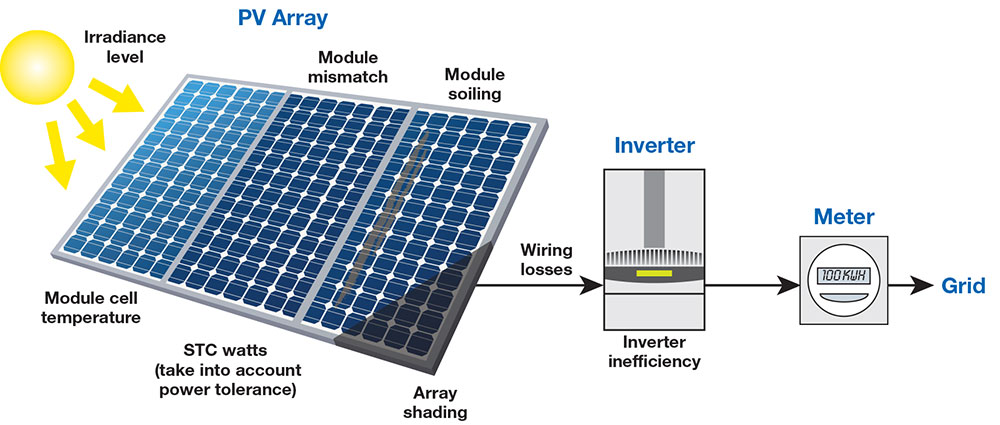 PV Array
Irradiance
level
Module
mismatch
Module
soiling
Inverter
Meter
Wiring
losses
100 KWH
Grid
Module cell
temperature
STC watts
(take into account
power tolerance)
Inverter
inefficiency
Array
shading